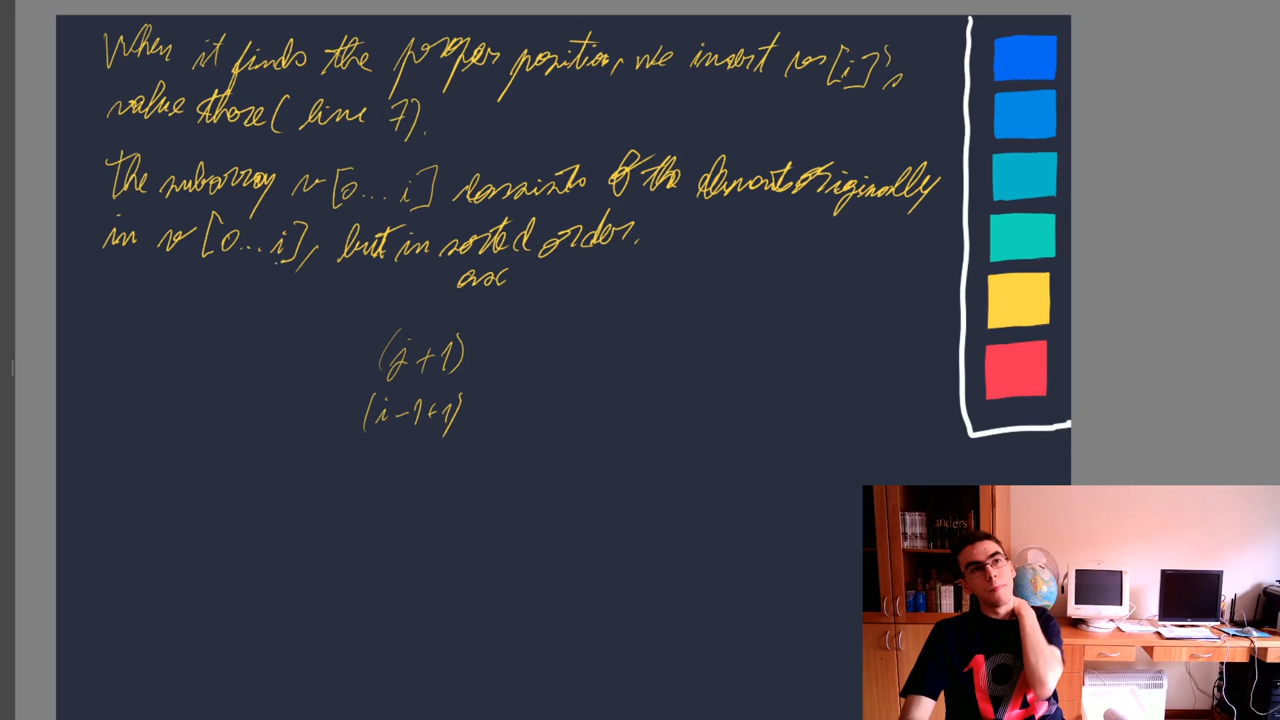 When it finds the proper position, we insert v[i]'s
value there (line 7).
The subarray v[0...i] consists of the elements originally
in v[0...i], but in sorted order.
asc
(j+1)
(i-1+1)
anders